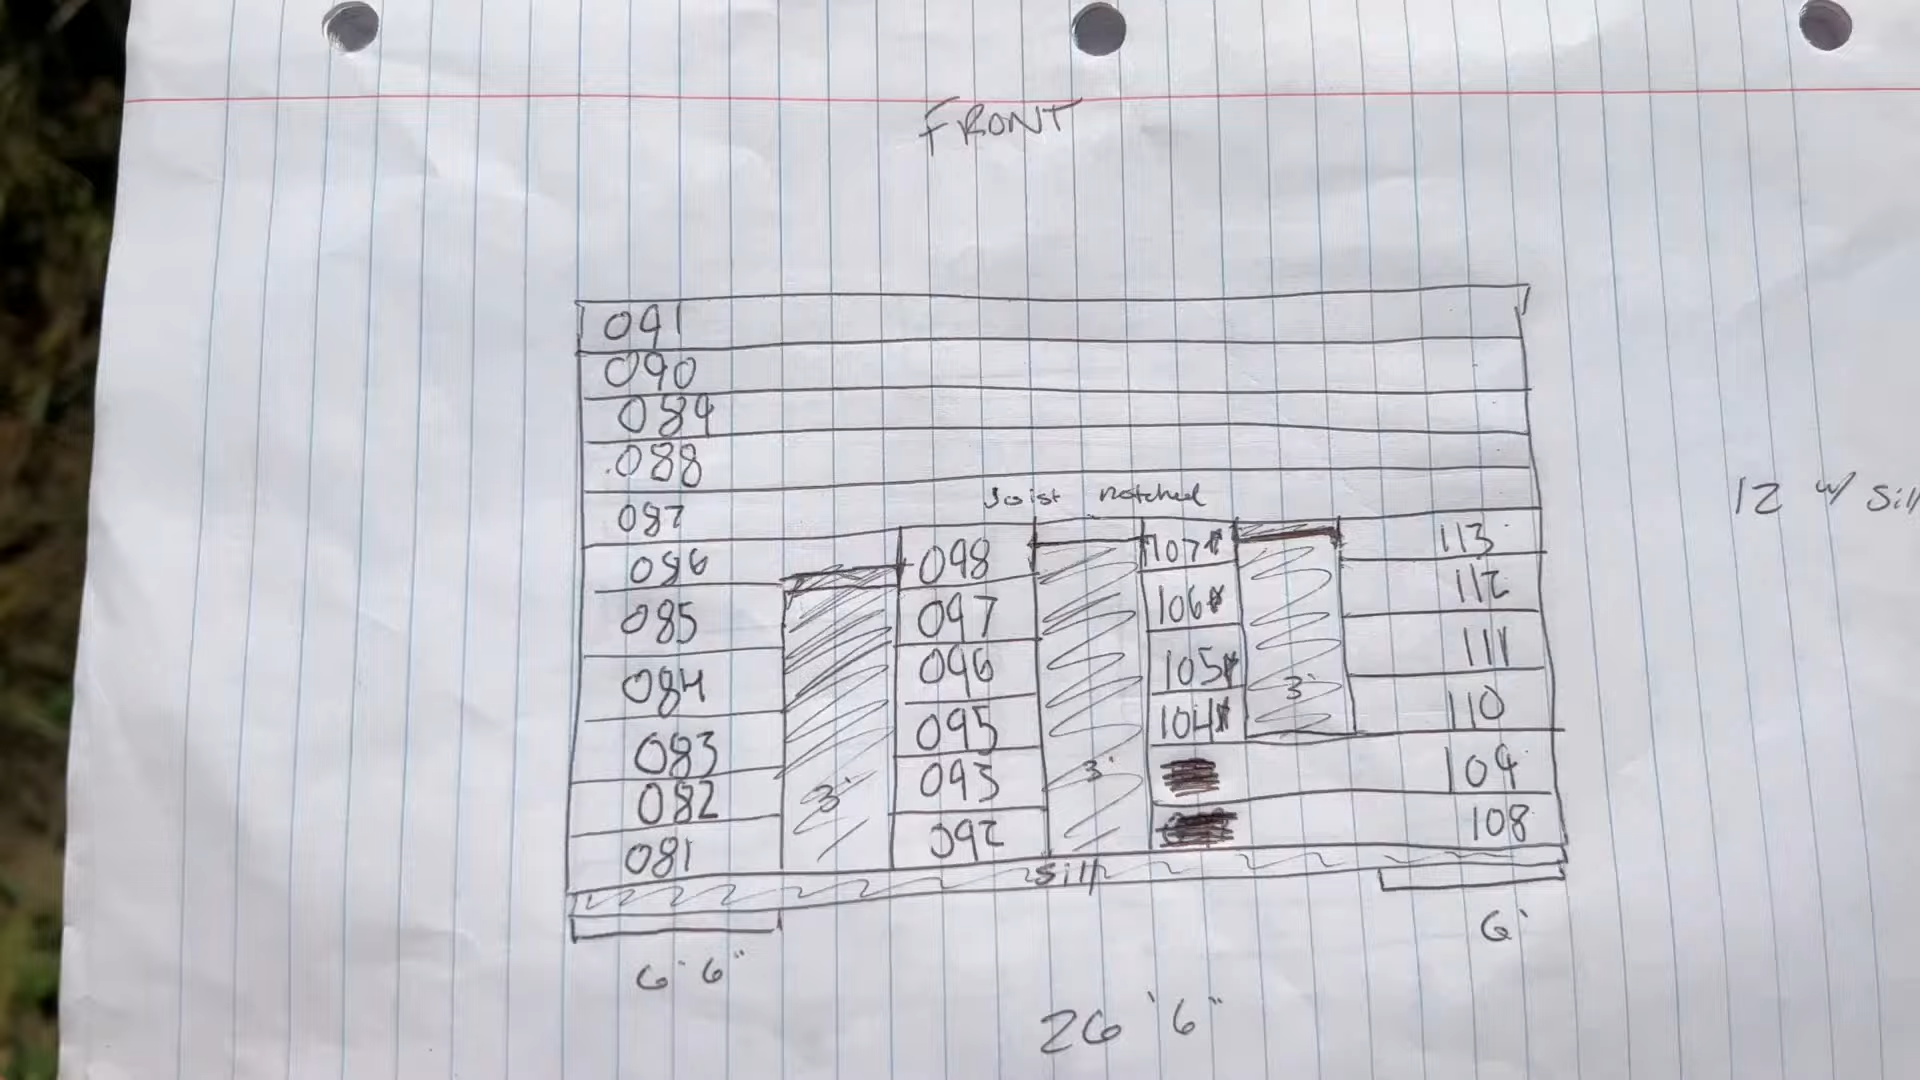 FRONT
091
090
089
088
Joist notched
087
12 w/ Sill
086 098 107 113
085 097 106 112
084 096 105 3' 111
095 104 110
083 3' 093 3' 109
082
081 092 108
Sill
6' 6" 6'
26' 6"